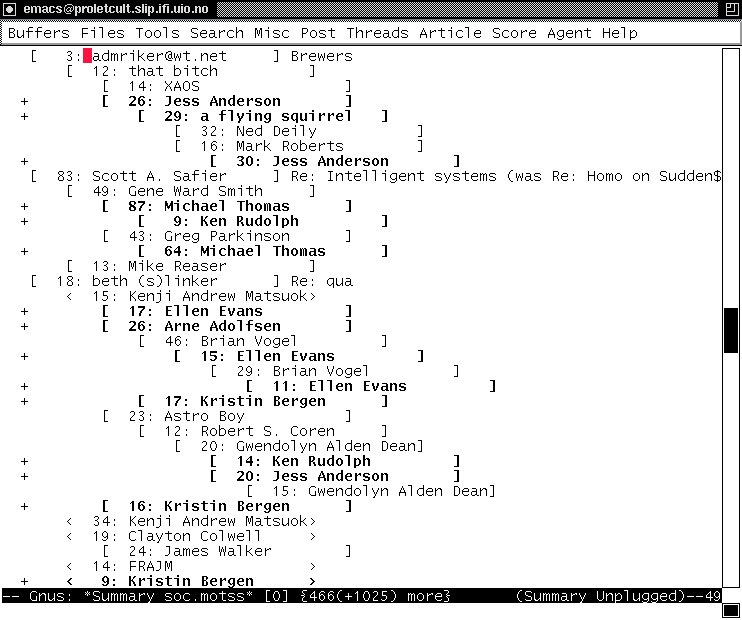 emacs@proletcult.slip.ifi.uio.no
Buffers Files Tools Search Misc Post Threads Article Score Agent Help
[   3: admriker@wt.net      ] Brewers
[  12: that bitch          ]
[  14: XAOS                ]
+ [  26: Jess Anderson       ]
+ [  29: a flying squirrel   ]
[  32: Ned Deily           ]
[  16: Mark Roberts        ]
+ [  30: Jess Anderson       ]
[  83: Scott A. Safier     ] Re: Intelligent systems (was Re: Homo on Sudden$
[  49: Gene Ward Smith     ]
+ [  87: Michael Thomas      ]
+ [   9: Ken Rudolph         ]
[  43: Greg Parkinson      ]
+ [  64: Michael Thomas      ]
[  13: Mike Reaser         ]
[  18: beth (s)linker      ] Re: qua
<  15: Kenji Andrew Matsuok>
+ [  17: Ellen Evans         ]
+ [  26: Arne Adolfsen       ]
[  46: Brian Vogel         ]
+ [  15: Ellen Evans         ]
[  29: Brian Vogel         ]
+ [  11: Ellen Evans         ]
+ [  17: Kristin Bergen      ]
[  23: Astro Boy           ]
[  12: Robert S. Coren     ]
[  20: Gwendolyn Alden Dean]
+ [  14: Ken Rudolph         ]
+ [  20: Jess Anderson       ]
[  15: Gwendolyn Alden Dean]
+ [  16: Kristin Bergen      ]
<  34: Kenji Andrew Matsuok>
<  19: Clayton Colwell     >
[  24: James Walker        ]
<  14: FRAJM               >
+ <   9: Kristin Bergen      >
-- Gnus: *Summary soc.motss* [0] {466(+1025) more}       (Summary Unplugged)--49